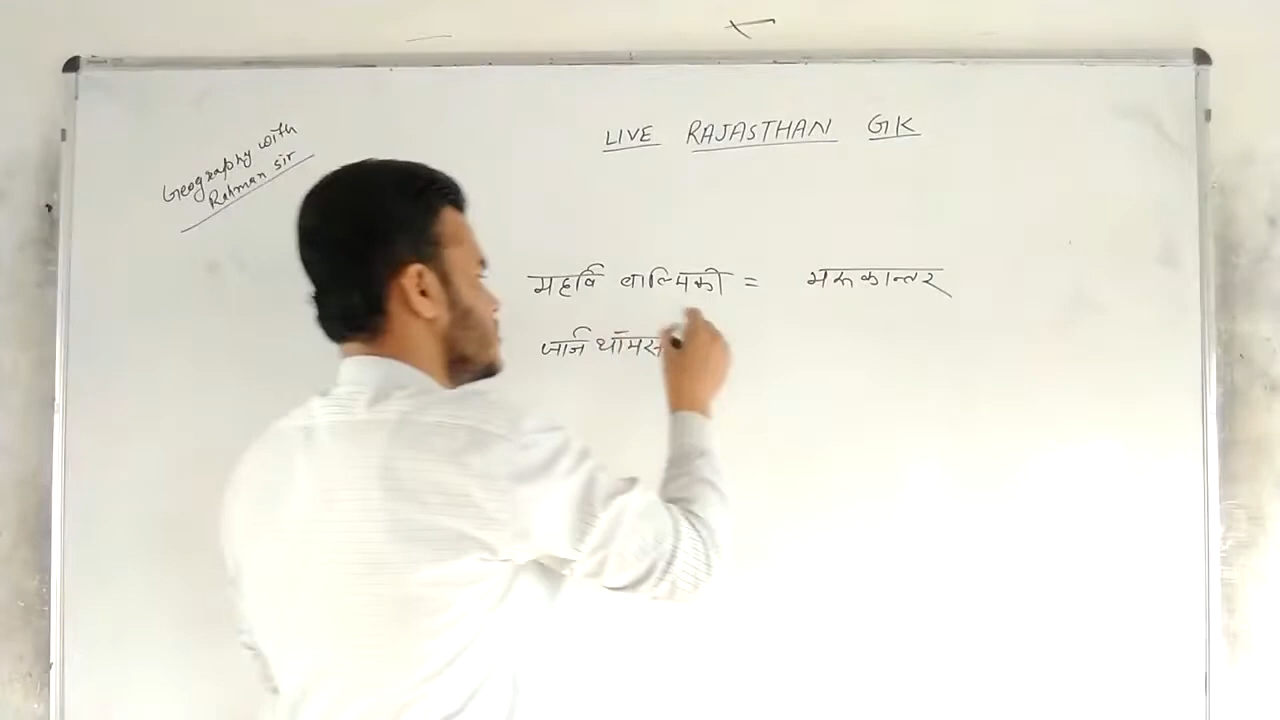 Geography with
Rahman Sir
LIVE RAJASTHAN GK
महर्षि वाल्मिकी = मरुकान्तर
जार्ज थॉमस